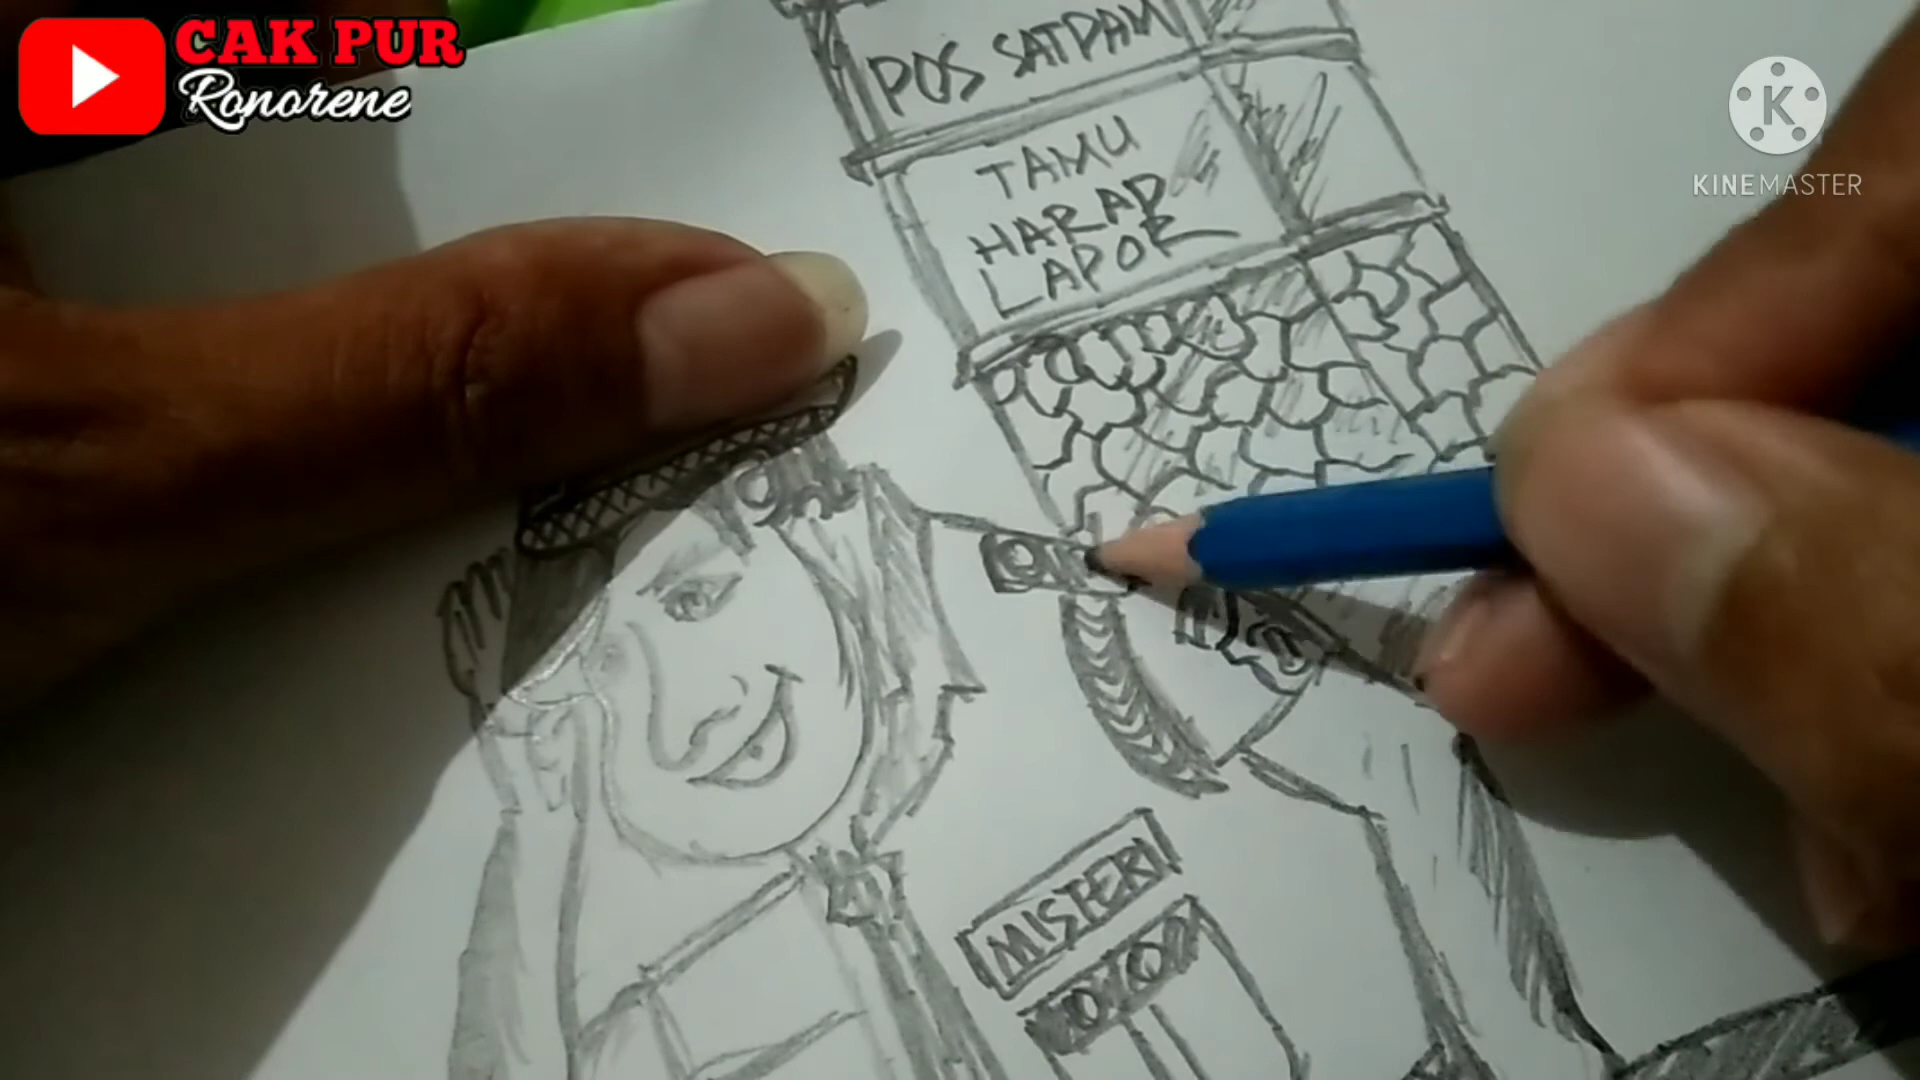 CAK PUR
Ronorene
KINEMASTER
POS SATPAM
TAMU
HARAP
LAPOR
MISTERI